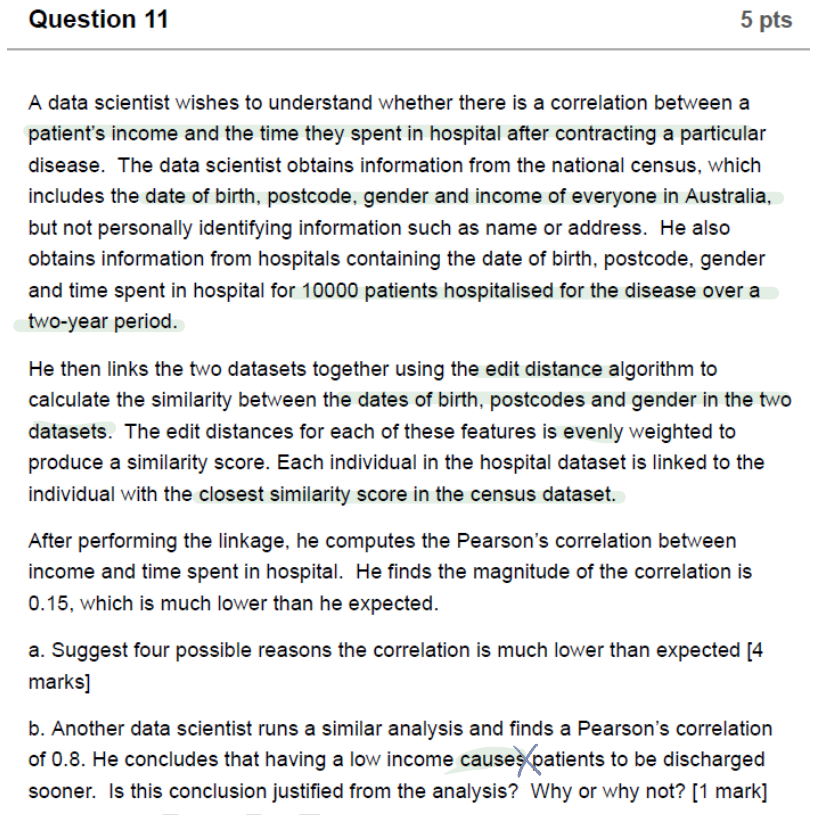 Question 11 5 pts
A data scientist wishes to understand whether there is a correlation between a
patient's income and the time they spent in hospital after contracting a particular
disease. The data scientist obtains information from the national census, which
includes the date of birth, postcode, gender and income of everyone in Australia,
but not personally identifying information such as name or address. He also
obtains information from hospitals containing the date of birth, postcode, gender
and time spent in hospital for 10000 patients hospitalised for the disease over a
two-year period.
He then links the two datasets together using the edit distance algorithm to
calculate the similarity between the dates of birth, postcodes and gender in the two
datasets. The edit distances for each of these features is evenly weighted to
produce a similarity score. Each individual in the hospital dataset is linked to the
individual with the closest similarity score in the census dataset.
After performing the linkage, he computes the Pearson's correlation between
income and time spent in hospital. He finds the magnitude of the correlation is
0.15, which is much lower than he expected.
a. Suggest four possible reasons the correlation is much lower than expected [4
marks]
b. Another data scientist runs a similar analysis and finds a Pearson's correlation
of 0.8. He concludes that having a low income causes patients to be discharged
sooner. Is this conclusion justified from the analysis? Why or why not? [1 mark]